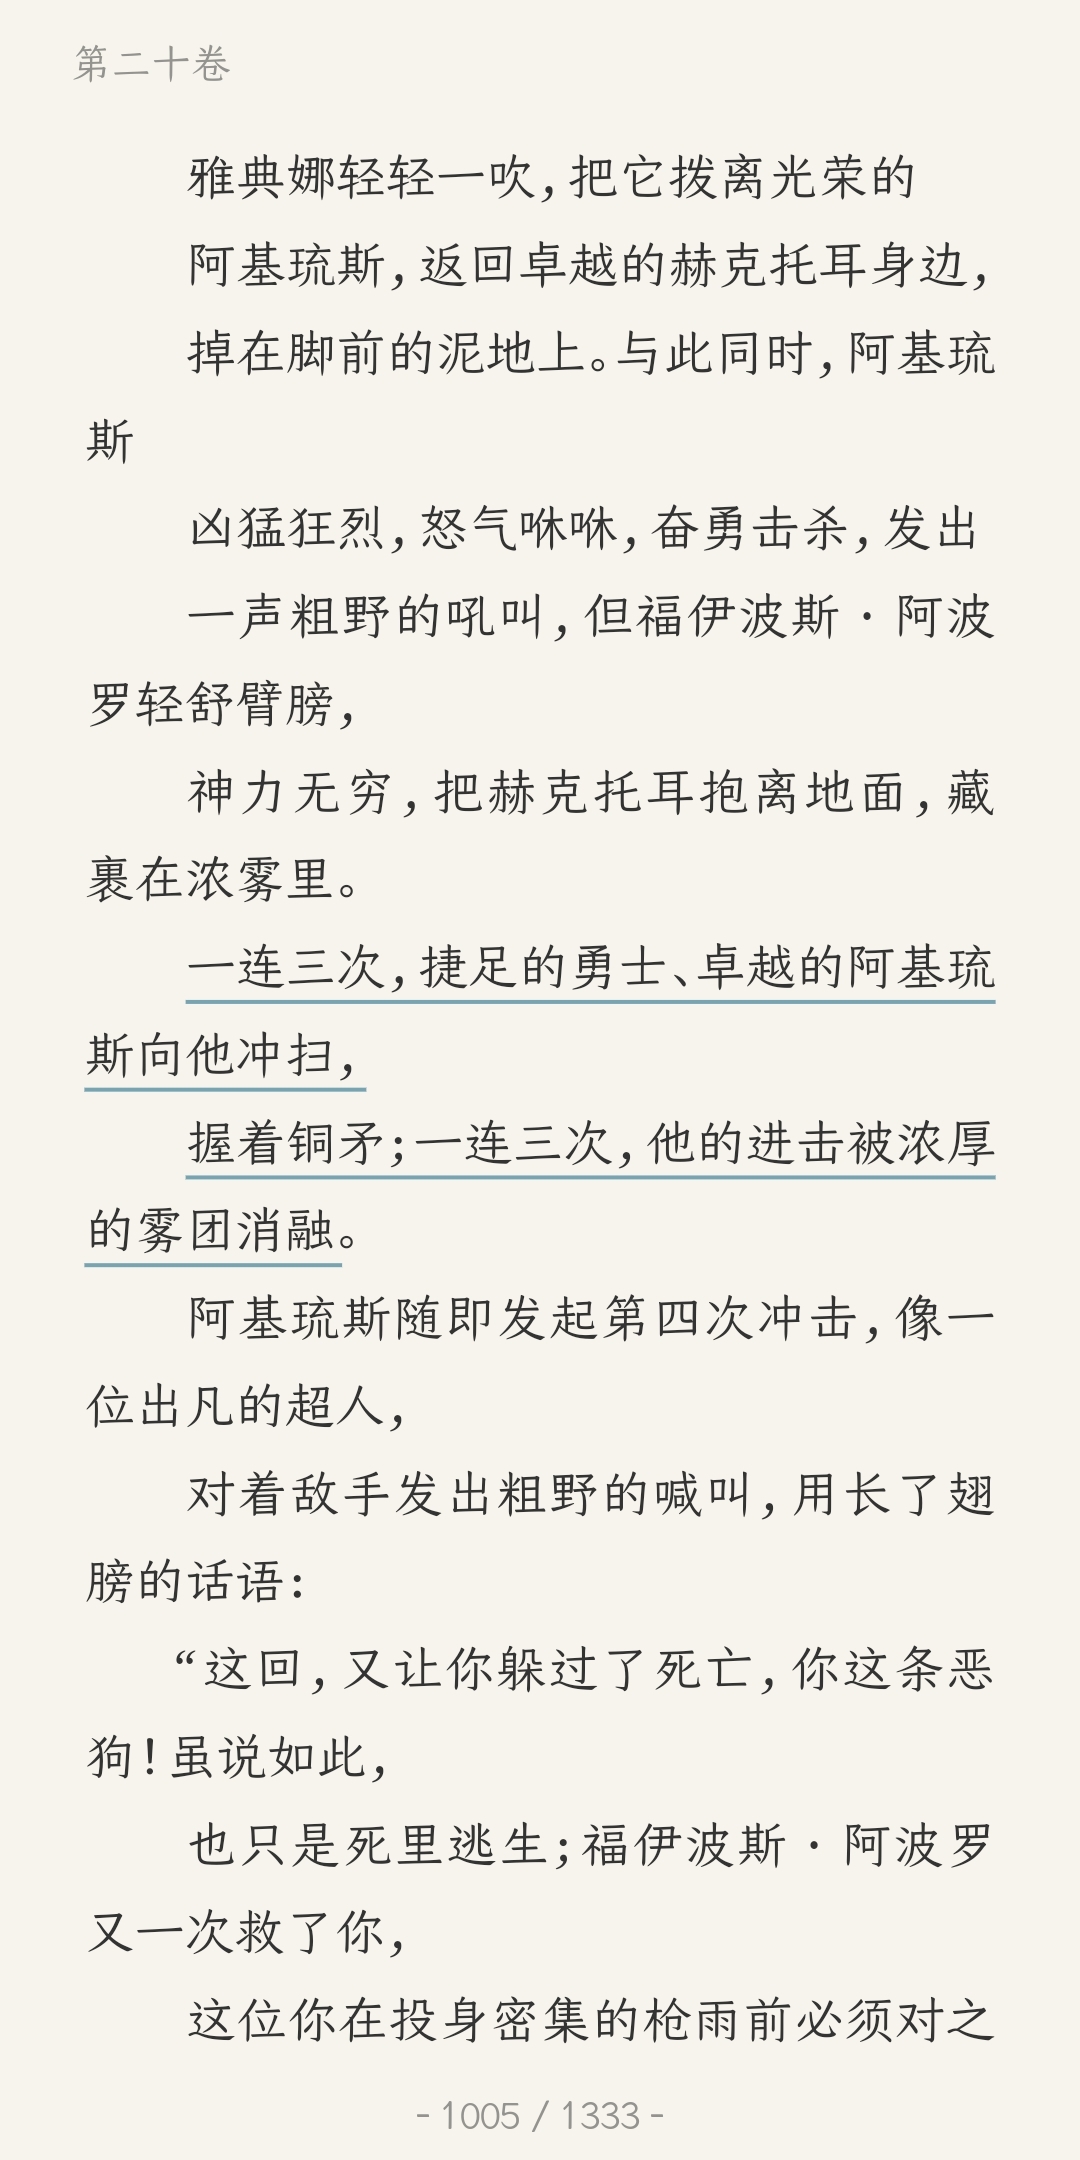 第二十卷
雅典娜轻轻一吹,把它拨离光荣的
阿基琉斯,返回卓越的赫克托耳身边,
掉在脚前的泥地上。与此同时,阿基琉
斯
凶猛狂烈,怒气咻咻,奋勇击杀,发出
一声粗野的吼叫,但福伊波斯·阿波
罗轻舒臂膀,
神力无穷,把赫克托耳抱离地面,藏
裹在浓雾里。
一连三次,捷足的勇士、卓越的阿基琉
斯向他冲扫,
握着铜矛;一连三次,他的进击被浓厚
的雾团消融。
阿基琉斯随即发起第四次冲击,像一
位出凡的超人,
对着敌手发出粗野的喊叫,用长了翅
膀的话语:
“这回,又让你躲过了死亡,你这条恶
狗!虽说如此,
也只是死里逃生;福伊波斯·阿波罗
又一次救了你,
这位你在投身密集的枪雨前必须对之
- 1005 / 1333 -